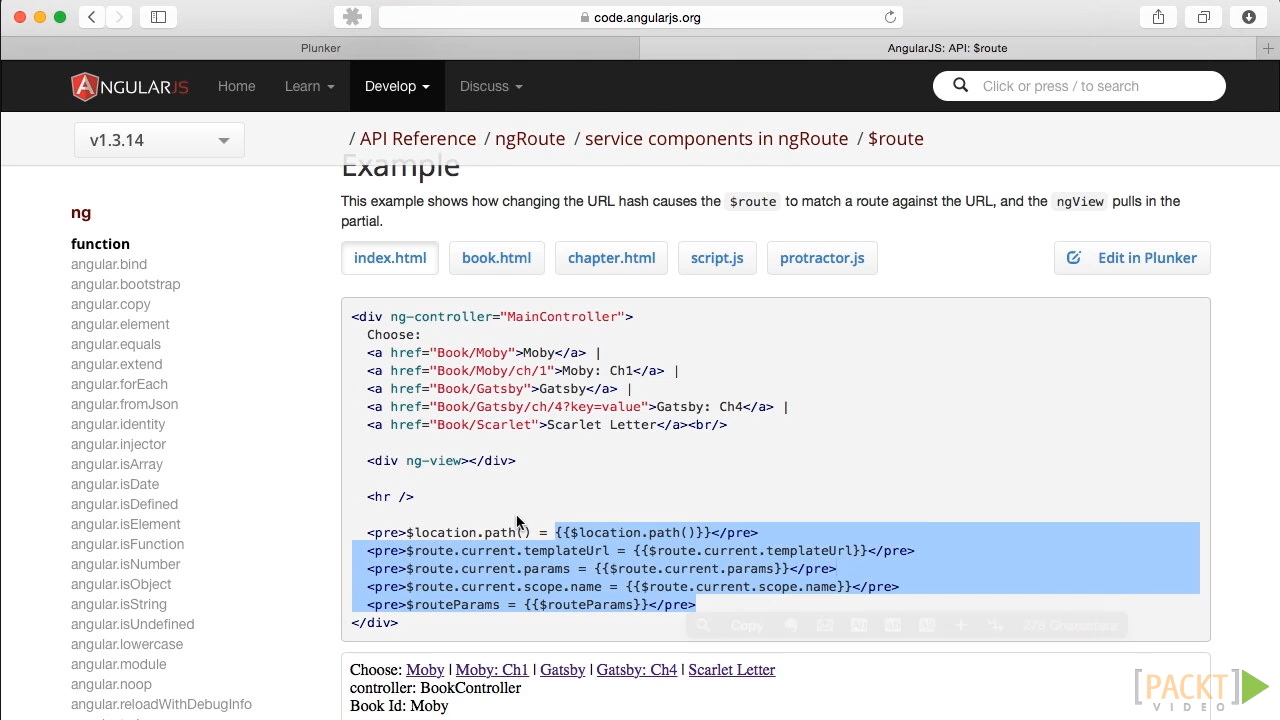 code.angularjs.org
Plunker
AngularJS: API: $route
ANGULARJS
Home
Learn
Develop
Discuss
Click or press / to search
v1.3.14
/ API Reference / ngRoute / service components in ngRoute / $route
Example
This example shows how changing the URL hash causes the $route to match a route against the URL, and the ngView pulls in the
partial.
index.html
book.html
chapter.html
script.js
protractor.js
Edit in Plunker
ng
function
angular.bind
angular.bootstrap
angular.copy
angular.element
angular.equals
angular.extend
angular.forEach
angular.fromJson
angular.identity
angular.injector
angular.isArray
angular.isDate
angular.isDefined
angular.isElement
angular.isFunction
angular.isNumber
angular.isObject
angular.isString
angular.isUndefined
angular.lowercase
angular.module
angular.noop
angular.reloadWithDebugInfo
<div ng-controller="MainController">
Choose:
<a href="Book/Moby">Moby</a> |
<a href="Book/Moby/ch/1">Moby: Ch1</a> |
<a href="Book/Gatsby">Gatsby</a> |
<a href="Book/Gatsby/ch/4?key=value">Gatsby: Ch4</a> |
<a href="Book/Scarlet">Scarlet Letter</a><br/>
<div ng-view></div>
<hr />
<pre>$location.path() = {{$location.path()}}</pre>
<pre>$route.current.templateUrl = {{$route.current.templateUrl}}</pre>
<pre>$route.current.params = {{$route.current.params}}</pre>
<pre>$route.current.scope.name = {{$route.current.scope.name}}</pre>
<pre>$routeParams = {{$routeParams}}</pre>
</div>
Copy
Choose: Moby | Moby: Ch1 | Gatsby | Gatsby: Ch4 | Scarlet Letter
controller: BookController
Book Id: Moby
[PACKT]
VIDEO